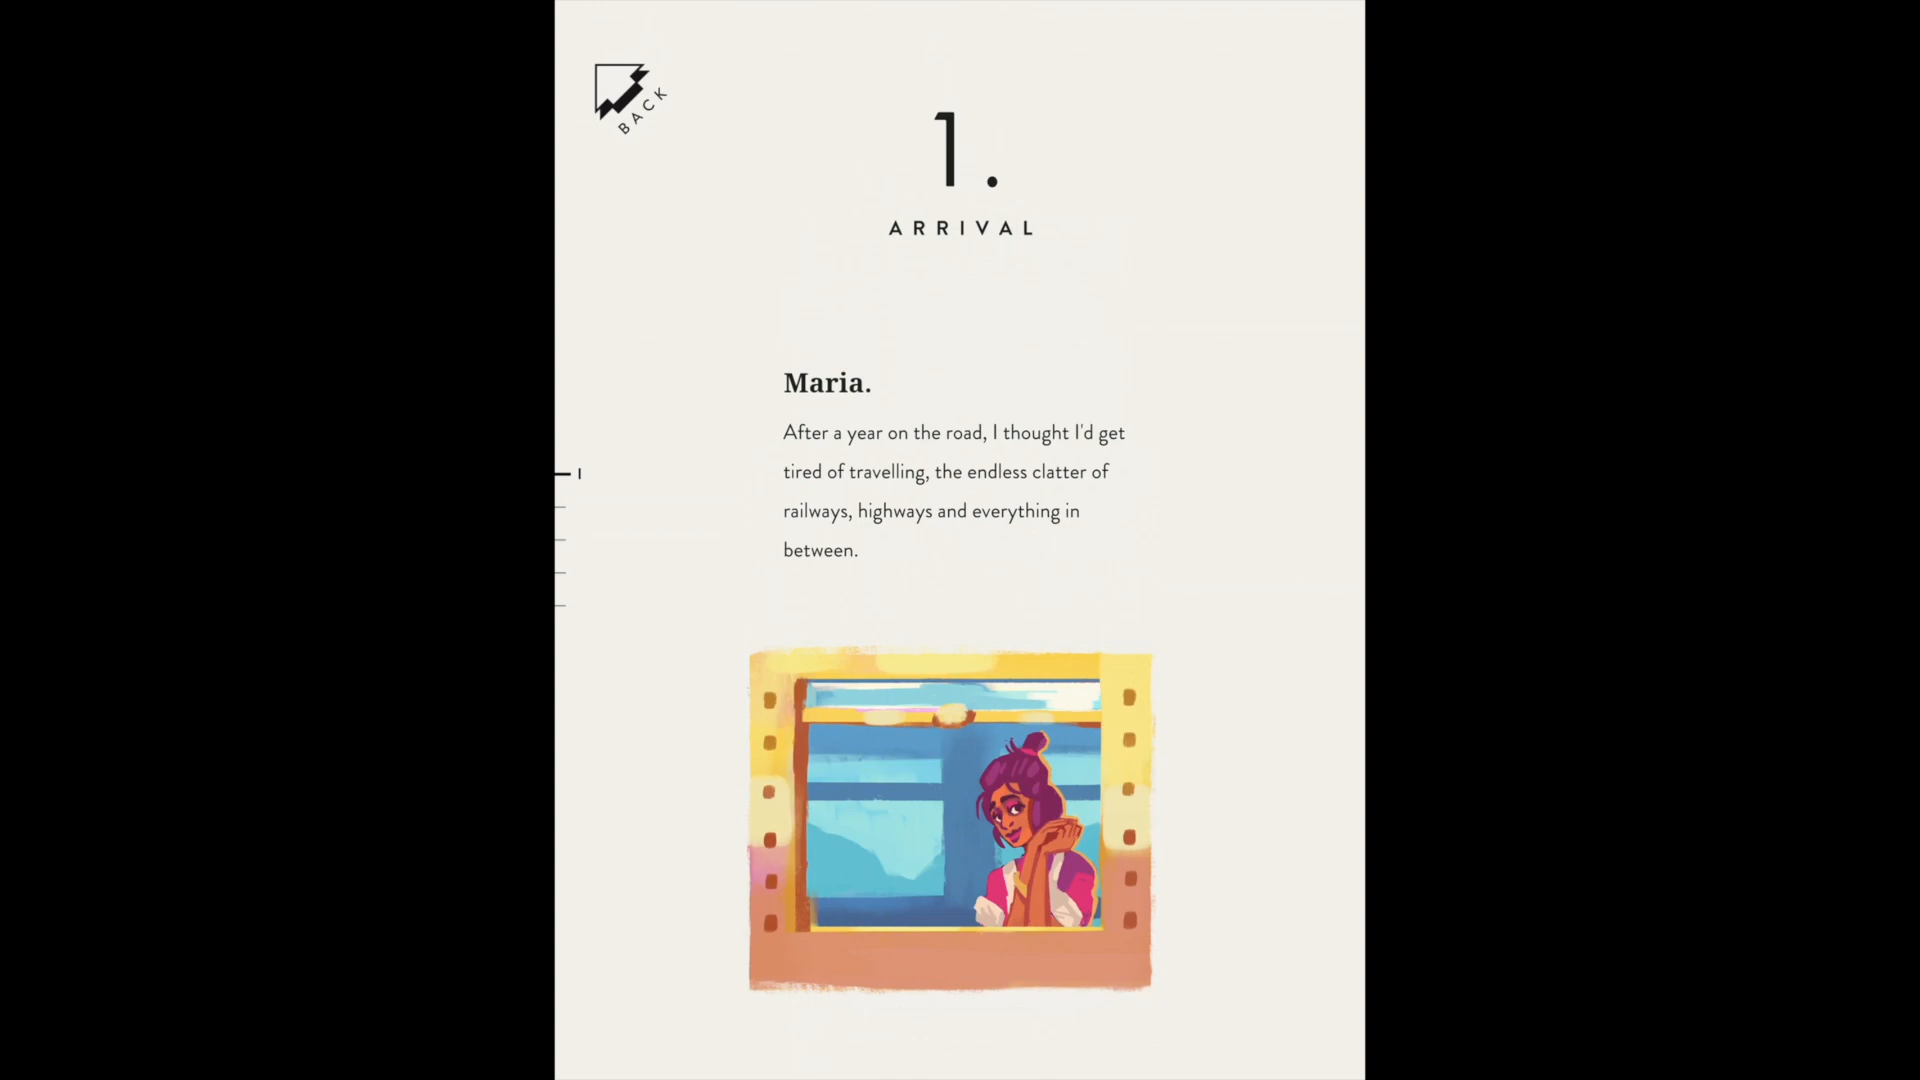 BACK
1.
ARRIVAL
Maria.
After a year on the road, I thought I'd get
tired of travelling, the endless clatter of
railways, highways and everything in
between.
I